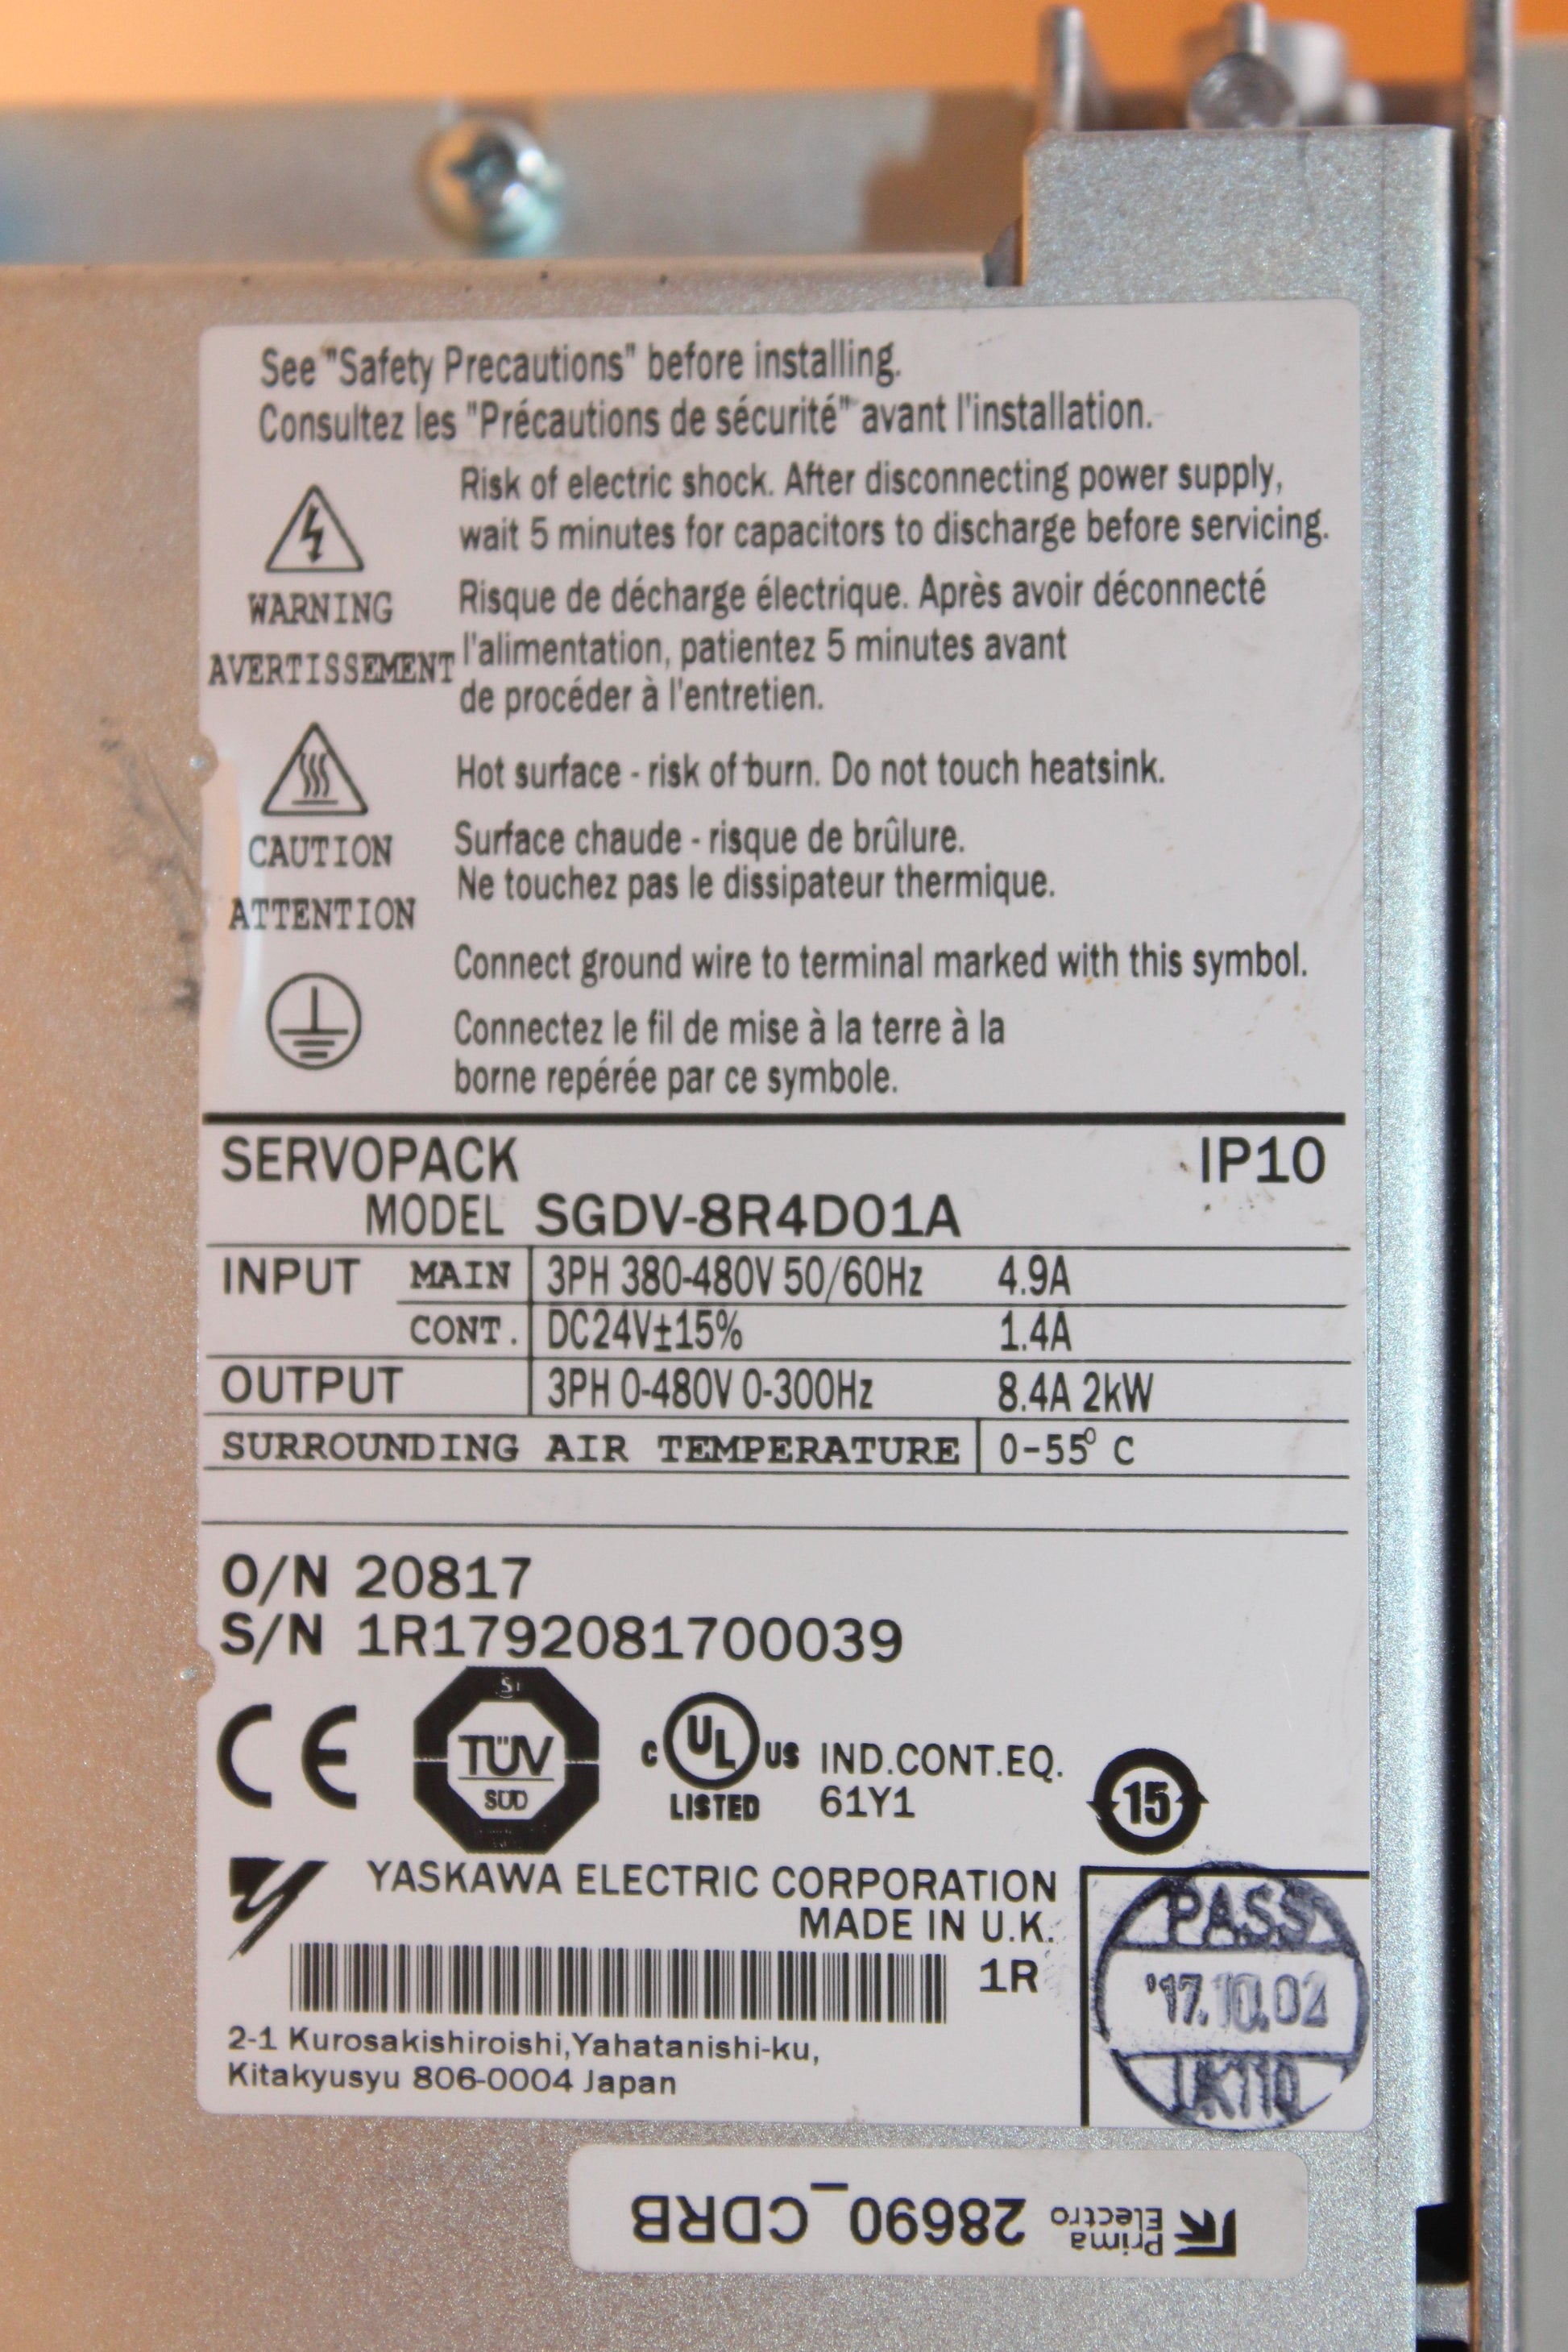 See "Safety Precautions" before installing.
Consultez les "Précautions de sécurité" avant l'installation.
Risk of electric shock. After disconnecting power supply,
wait 5 minutes for capacitors to discharge before servicing.
WARNING
AVERTISSEMENT
Risque de décharge électrique. Après avoir déconnecté
l'alimentation, patientez 5 minutes avant
de procéder à l'entretien.
CAUTION
ATTENTION
Hot surface - risk of burn. Do not touch heatsink.
Surface chaude - risque de brûlure.
Ne touchez pas le dissipateur thermique.
Connect ground wire to terminal marked with this symbol.
Connectez le fil de mise à la terre à la
borne repérée par ce symbole.
SERVOPACK IP10
MODEL SGDV-8R4D01A
INPUT MAIN 3PH 380-480V 50/60Hz 4.9A
CONT. DC24V±15% 1.4A
OUTPUT 3PH 0-480V 0-300Hz 8.4A 2kW
SURROUNDING AIR TEMPERATURE 0-55° C
O/N 20817
S/N 1R1792081700039
CE TÜV SÜD C UL US LISTED IND.CONT.EQ.
61Y1
15
YASKAWA ELECTRIC CORPORATION
MADE IN U.K.
1R
2-1 Kurosakishiroishi,Yahatanishi-ku,
Kitakyusyu 806-0004 Japan
PASS
'17.10.02
UK110
Prima
Electro
28690_CDRB